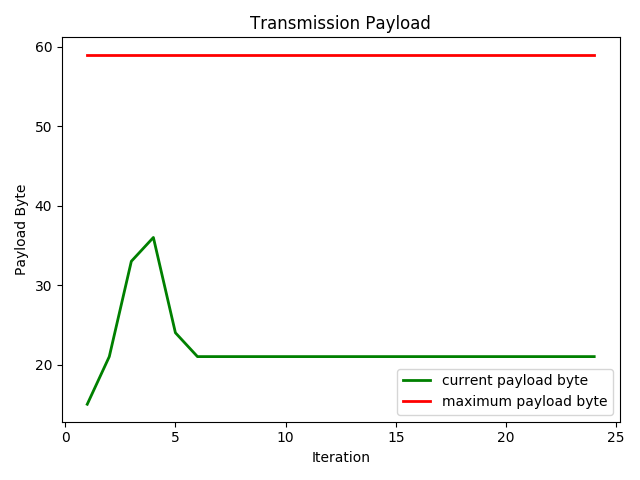 Transmission Payload
60
50
40
30
20
Payload Byte
0
5
10
15
20
25
Iteration
current payload byte
maximum payload byte